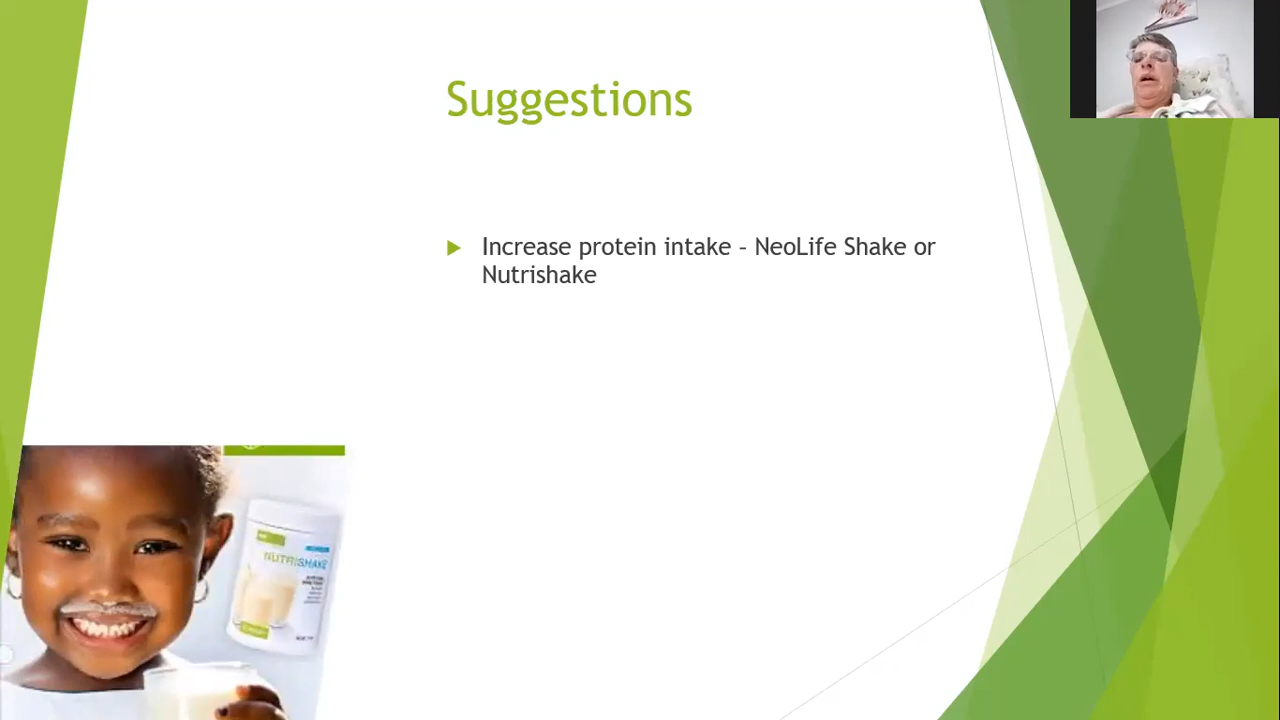 Suggestions
Increase protein intake – NeoLife Shake or
Nutrishake
NUTRISHAKE